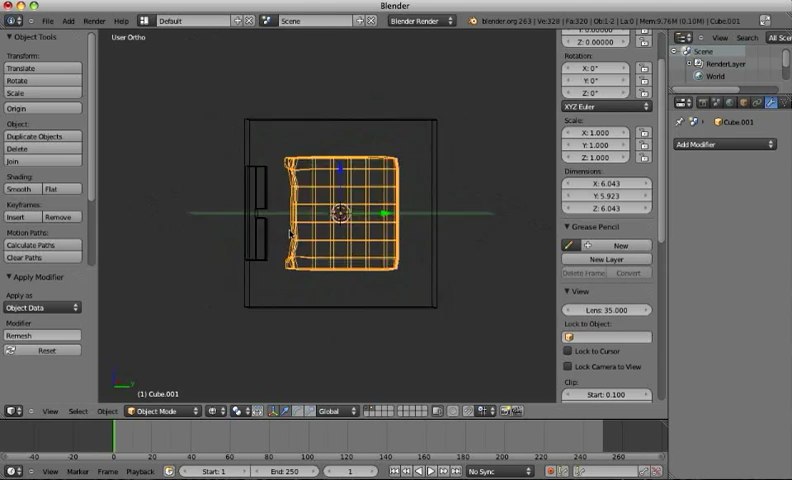 Blender
File Add Render Help Default Scene Blender Render blender.org 263 | Ve:328 | Fa:320 | Ob:1-2 | La:0 | Mem:9.76M (0.10M) | Cube.001
Object Tools
Transform:
Translate
Rotate
Scale
Origin
Object:
Duplicate Objects
Delete
Join
Shading:
Smooth Flat
Keyframes:
Insert Remove
Motion Paths:
Calculate Paths
Clear Paths
Apply Modifier
Apply as
Object Data
Modifier
Remesh
Reset
User Ortho
(1) Cube.001
View Select Object Object Mode Global
Z: 0.00000
Rotation:
X: 0°
Y: 0°
Z: 0°
XYZ Euler
Scale:
X: 1.000
Y: 1.000
Z: 1.000
Dimensions:
X: 6.043
Y: 5.923
Z: 6.043
Grease Pencil
New
New Layer
Delete Frame Convert
View
Lens: 35.000
Lock to Object:
Lock to Cursor
Lock Camera to View
Clip:
Start: 0.100
View Search All Scen
Scene
RenderLayer
World
Cube.001
Add Modifier
0 20 40 60 80 100 120 140 160 180 200 220 240 260
View Marker Frame Playback Start: 1 End: 250 1 No Sync